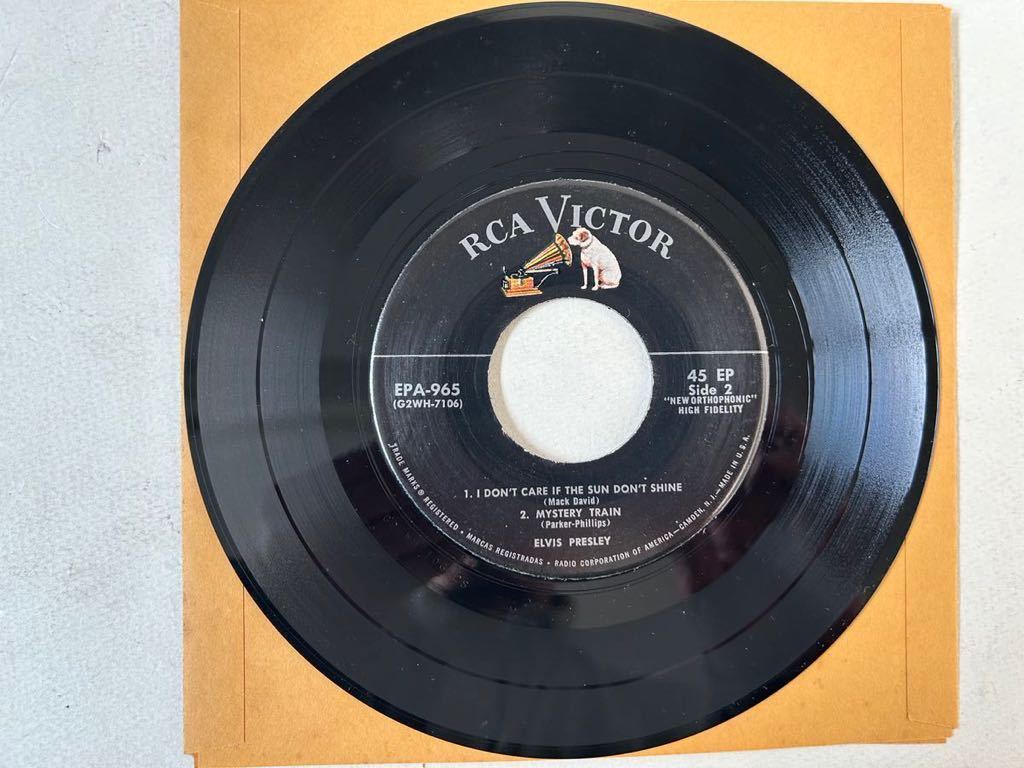 RCA VICTOR
EPA-965
(G2WH-7106)
45 EP
Side 2
"NEW ORTHOPHONIC"
HIGH FIDELITY
1. I DON'T CARE IF THE SUN DON'T SHINE
(Mack David)
2. MYSTERY TRAIN
(Parker-Phillips)
ELVIS PRESLEY
TRADE MARKS ® REGISTERED • MARCAS REGISTRADAS • RADIO CORPORATION OF AMERICA—CAMDEN, N. J.—MADE IN U.S.A.